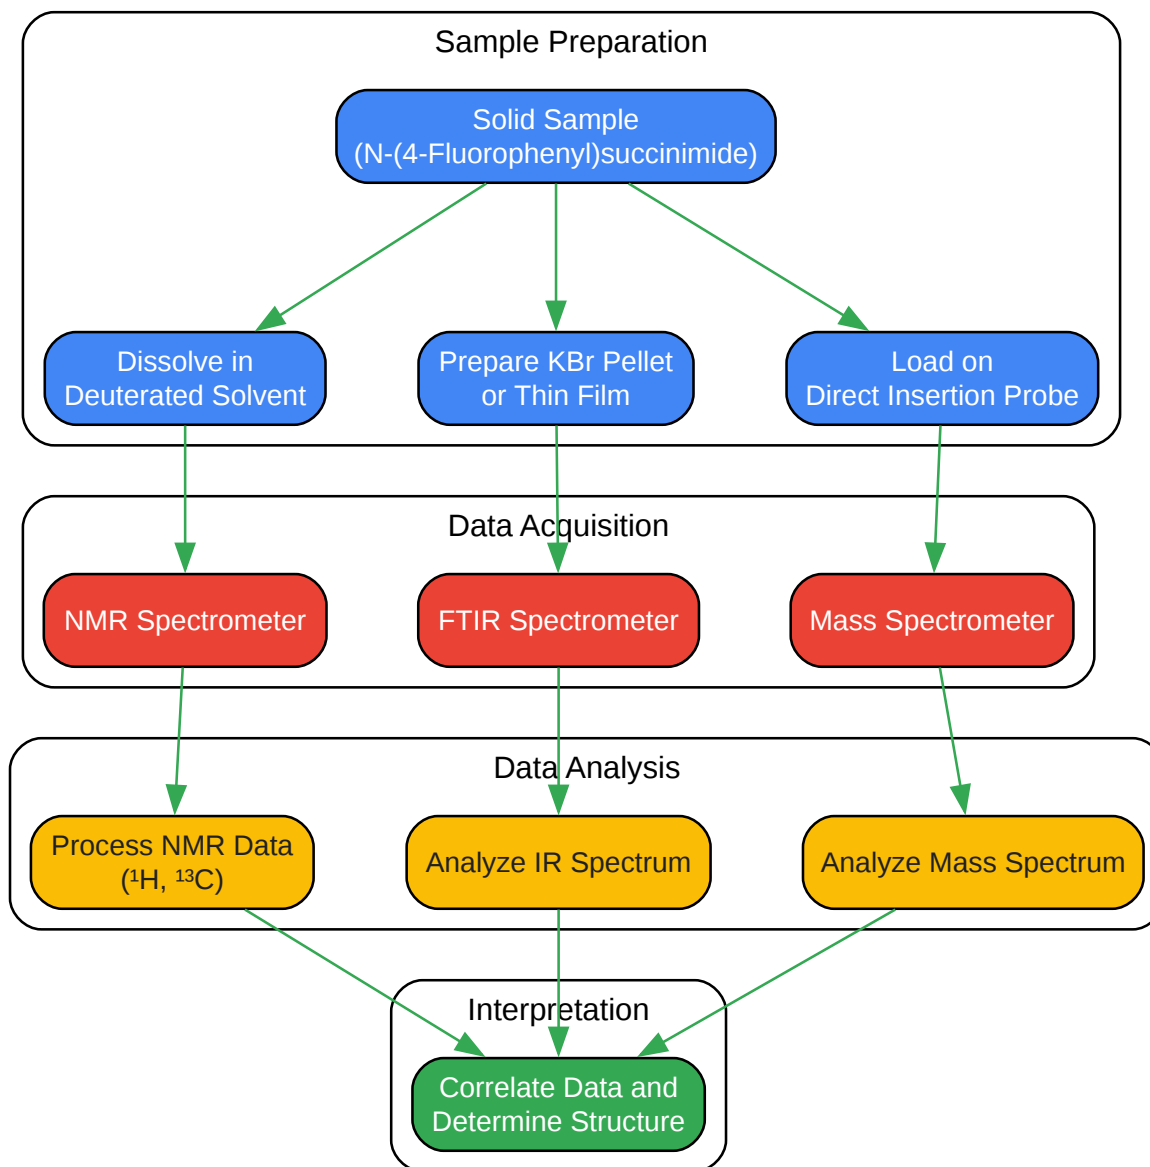 Sample Preparation
Solid Sample
(N-(4-Fluorophenyl)succinimide)
Dissolve in
Deuterated Solvent
Prepare KBr Pellet
or Thin Film
Load on
Direct Insertion Probe
Data Acquisition
NMR Spectrometer
FTIR Spectrometer
Mass Spectrometer
Data Analysis
Process NMR Data
(¹H, ¹³C)
Analyze IR Spectrum
Analyze Mass Spectrum
Interpretation
Correlate Data and
Determine Structure